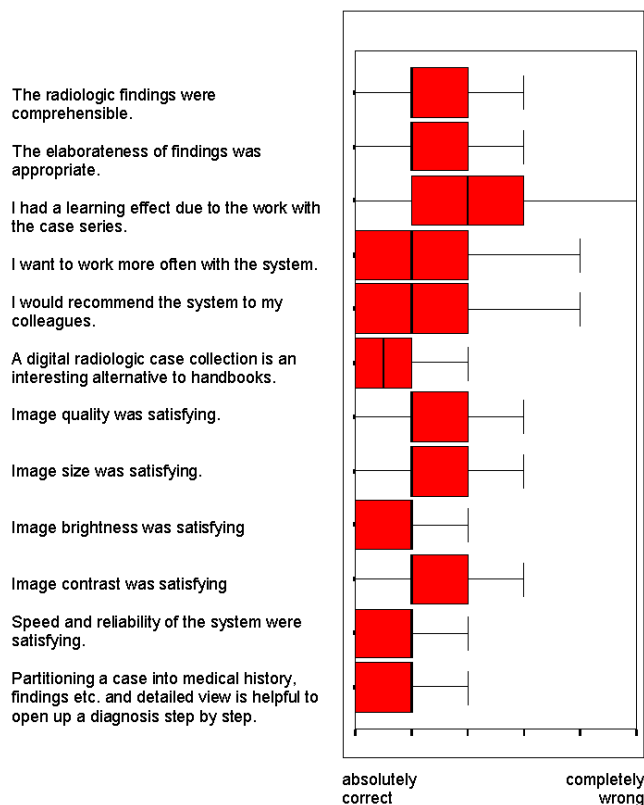 The radiologic findings were
comprehensible.
The elaborateness of findings was
appropriate.
I had a learning effect due to the work with
the case series.
I want to work more often with the system.
I would recommend the system to my
colleagues.
A digital radiologic case collection is an
interesting alternative to handbooks.
Image quality was satisfying.
Image size was satisfying.
Image brightness was satisfying
Image contrast was satisfying
Speed and reliability of the system were
satisfying.
Partitioning a case into medical history,
findings etc. and detailed view is helpful to
open up a diagnosis step by step.
absolutely
correct
completely
wrong